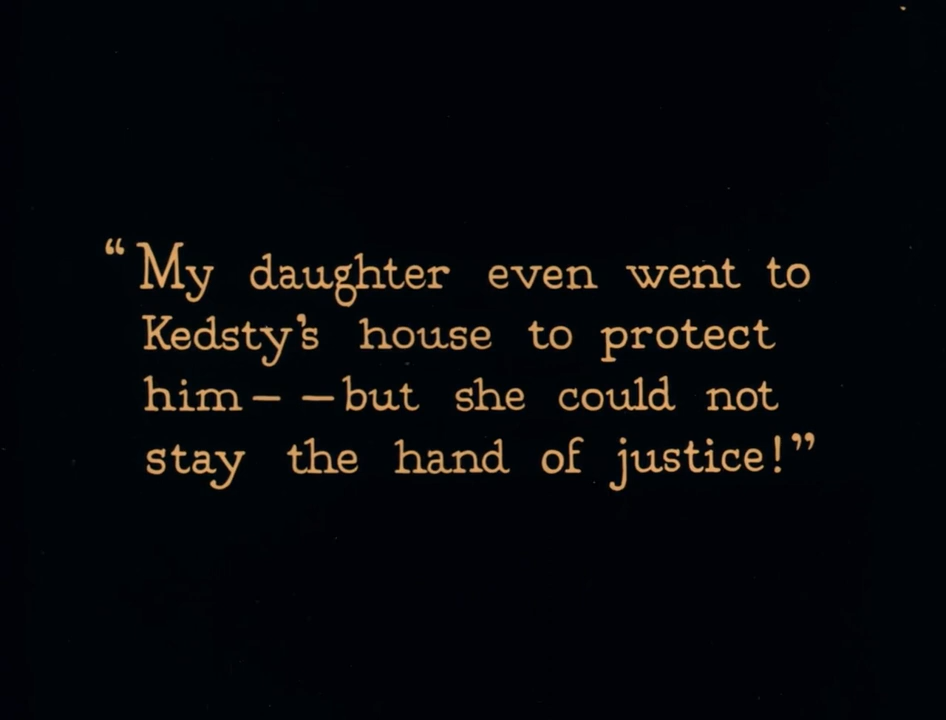 “My daughter even went to
Kedsty’s house to protect
him— —but she could not
stay the hand of justice!”